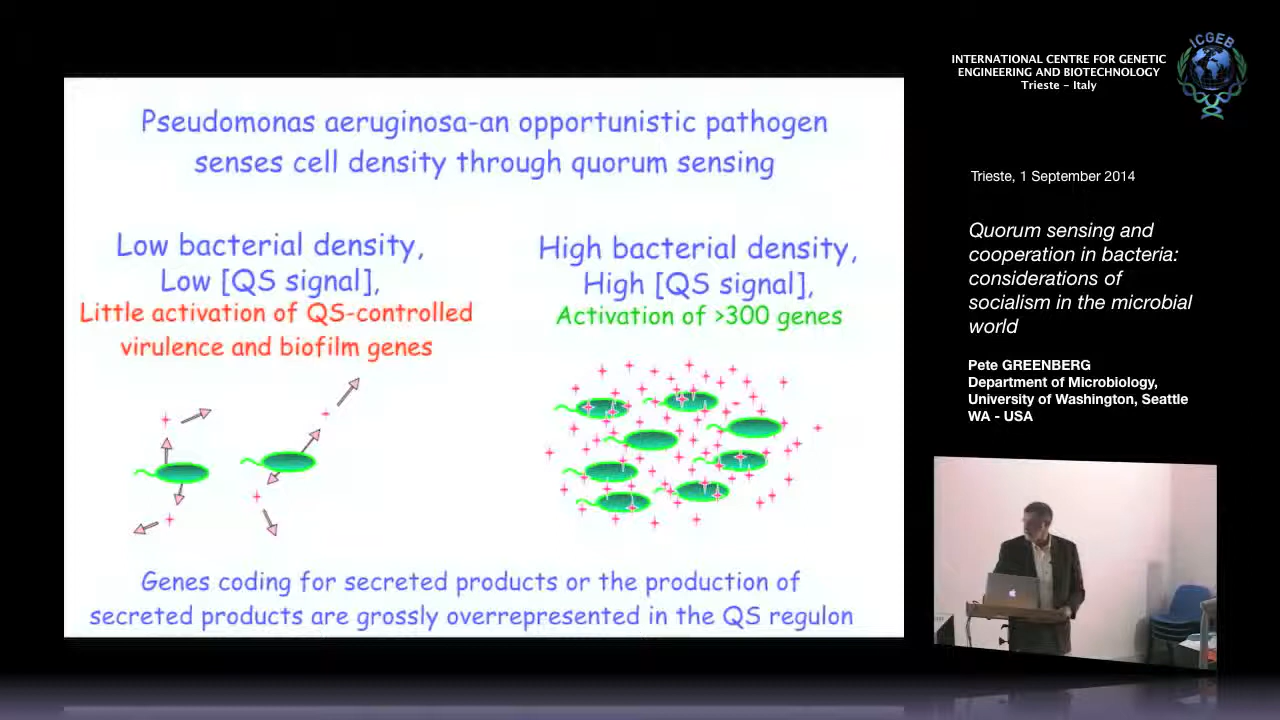 Pseudomonas aeruginosa-an opportunistic pathogen
senses cell density through quorum sensing
Low bacterial density,
Low [QS signal],
Little activation of QS-controlled
virulence and biofilm genes
High bacterial density,
High [QS signal],
Activation of >300 genes
Genes coding for secreted products or the production of
secreted products are grossly overrepresented in the QS regulon
INTERNATIONAL CENTRE FOR GENETIC
ENGINEERING AND BIOTECHNOLOGY
Trieste - Italy
ICGEB
Trieste, 1 September 2014
Quorum sensing and
cooperation in bacteria:
considerations of
socialism in the microbial
world
Pete GREENBERG
Department of Microbiology,
University of Washington, Seattle
WA - USA